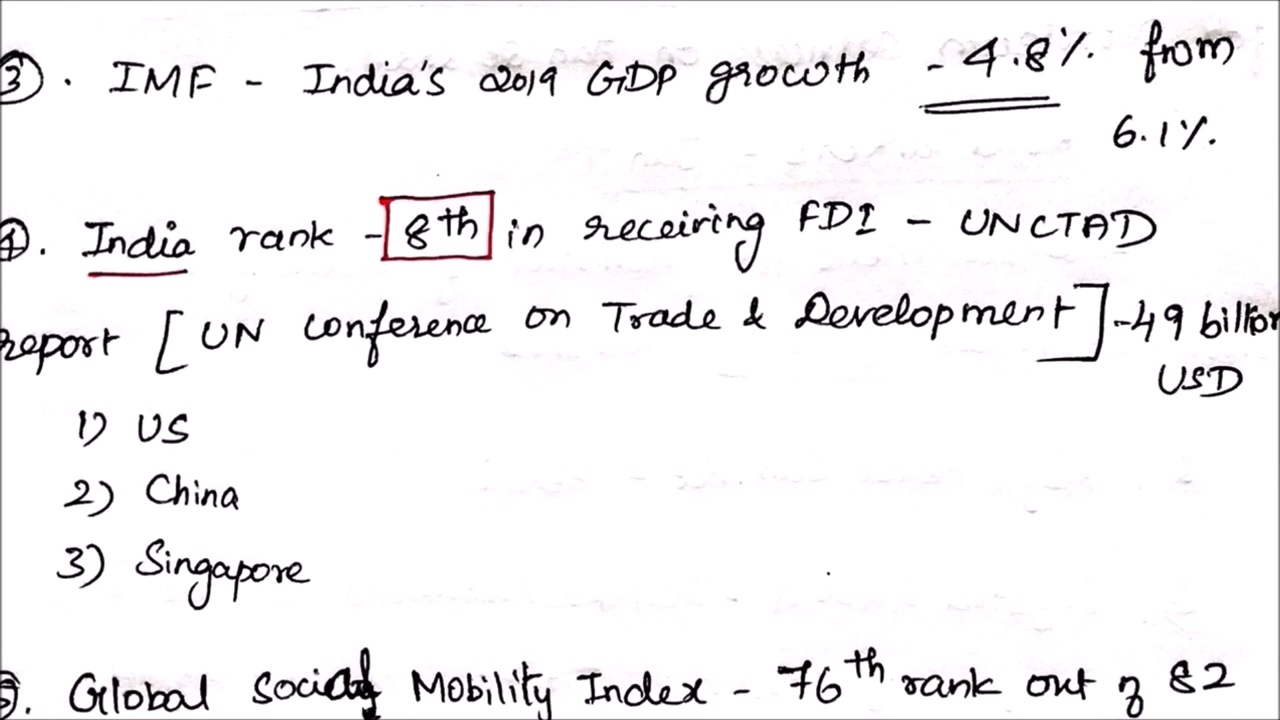 3. IMF - India's 2019 GDP growth - 4.8% from
6.1%.
4. India rank - 8th in receiving FDI - UNCTAD
report [UN Conference on Trade & Development] - 49 billion
USD
1) US
2) China
3) Singapore
5. Global Social Mobility Index - 76th rank out of 82